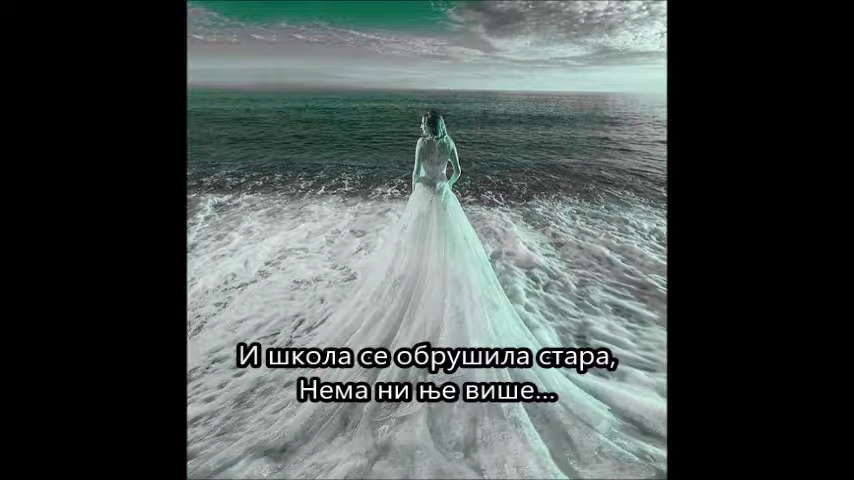 И школа се обрушила стара,
Нема ни ње више...